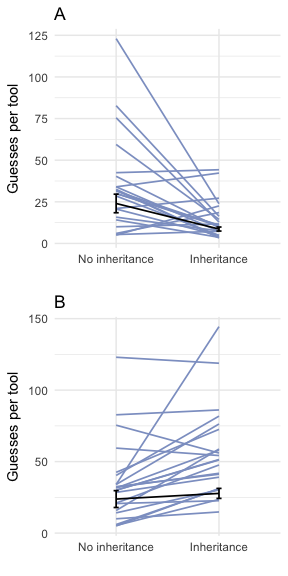 A
Guesses per tool
125
100
75
50
25
0
No inheritance
Inheritance
B
Guesses per tool
150
100
50
0
No inheritance
Inheritance